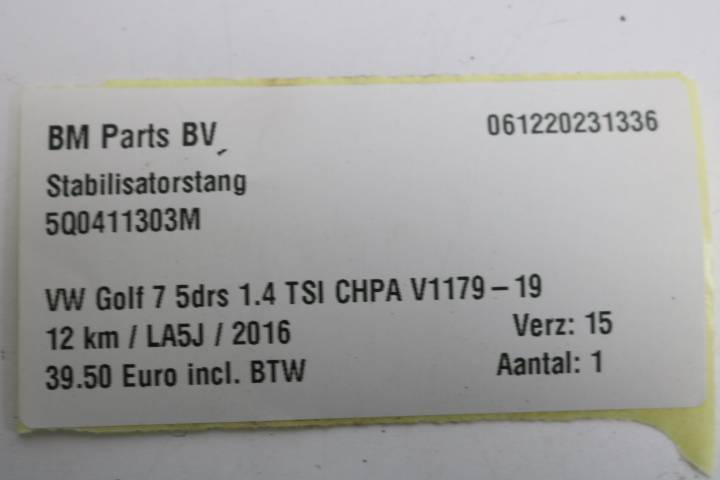 BM Parts BV
061220231336
Stabilisatorstang
5Q0411303M
VW Golf 7 5drs 1.4 TSI CHPA V1179-19
12 km / LA5J / 2016
Verz: 15
39.50 Euro incl. BTW
Aantal: 1